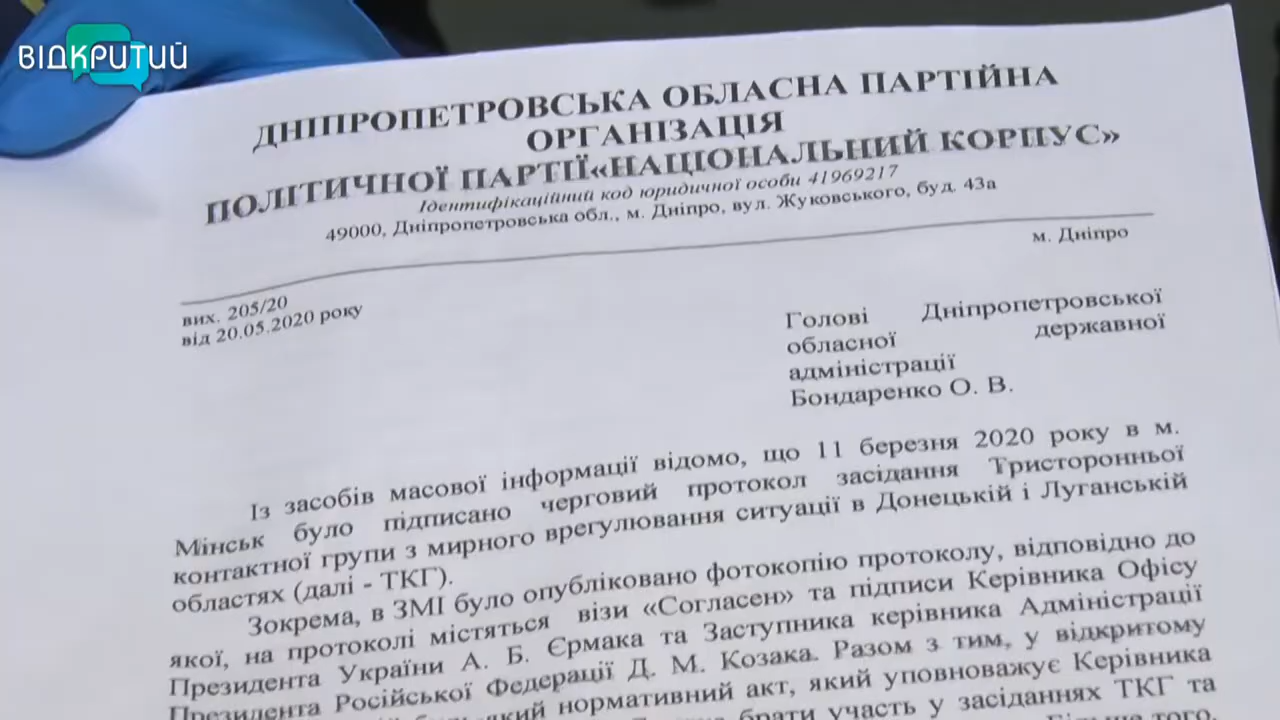 ВІДКРИТИЙ
ДНІПРОПЕТРОВСЬКА ОБЛАСНА ПАРТІЙНА
ОРГАНІЗАЦІЯ
ПОЛІТИЧНОЇ ПАРТІЇ«НАЦІОНАЛЬНИЙ КОРПУС»
Ідентифікаційний код юридичної особи 41969217
49000, Дніпропетровська обл., м. Дніпро, вул. Жуковського, буд. 43а
м. Дніпро
вих. 205/20
від 20.05.2020 року
Голові Дніпропетровської
обласної державної
адміністрації
Бондаренко О. В.
Із засобів масової інформації відомо, що 11 березня 2020 року в м.
Мінськ було підписано черговий протокол засідання Тристоронньої
контактної групи з мирного врегулювання ситуації в Донецькій і Луганській
областях (далі - ТКГ).
Зокрема, в ЗМІ було опубліковано фотокопію протоколу, відповідно до
якої, на протоколі містяться візи «Согласен» та підписи Керівника Офісу
Президента України А. Б. Єрмака та Заступника керівника Адміністрації
Президента Російської Федерації Д. М. Козака. Разом з тим, у відкритому
нормативний акт, який уповноважує Керівника
брати участь у засіданнях ТКГ та
Більше того,